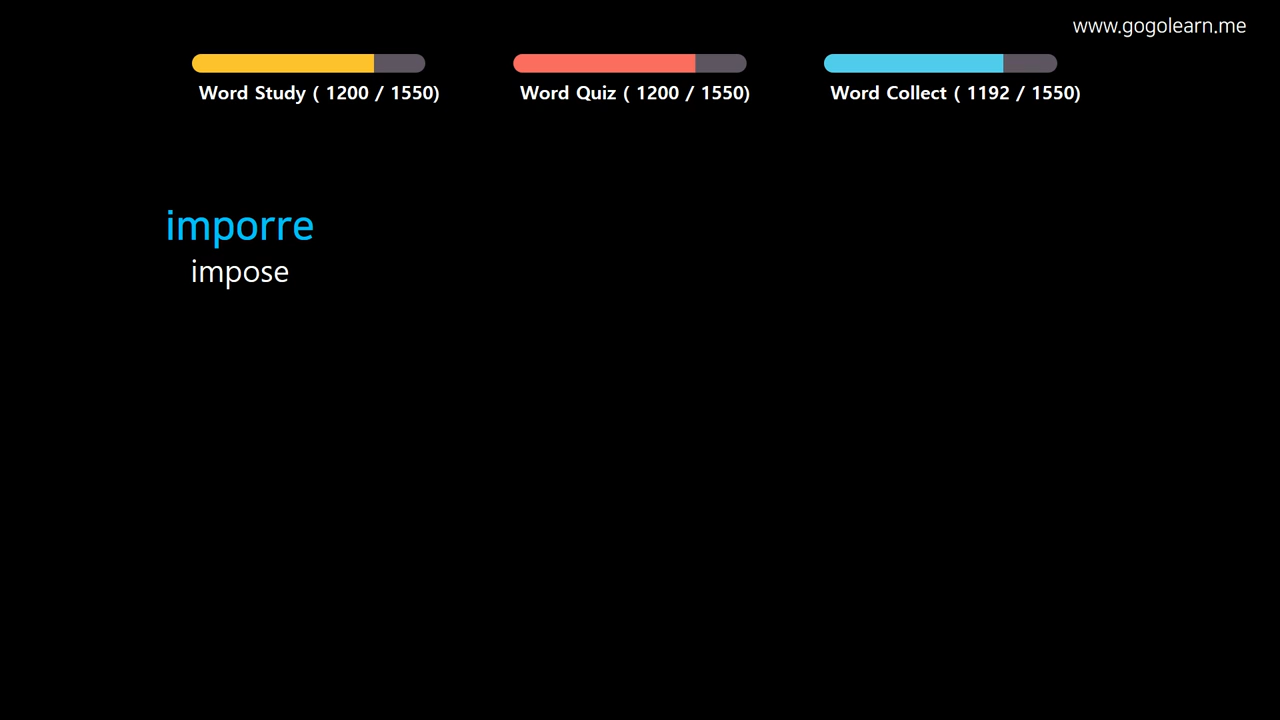 www.gogolearn.me
Word Study ( 1200 / 1550)
Word Quiz ( 1200 / 1550)
Word Collect ( 1192 / 1550)
imporre
impose